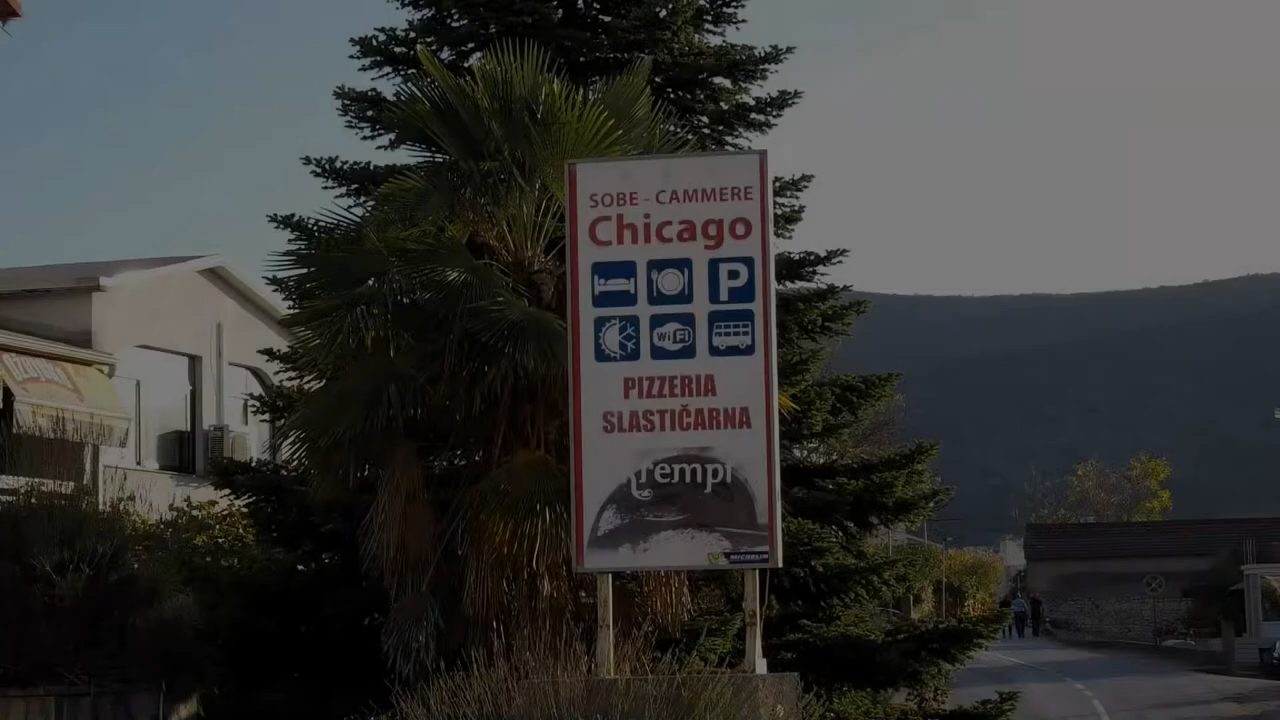 SOBE - CAMMERE
Chicago
P
WiFi
PIZZERIA
SLASTIČARNA
Tempi
MICHELIN